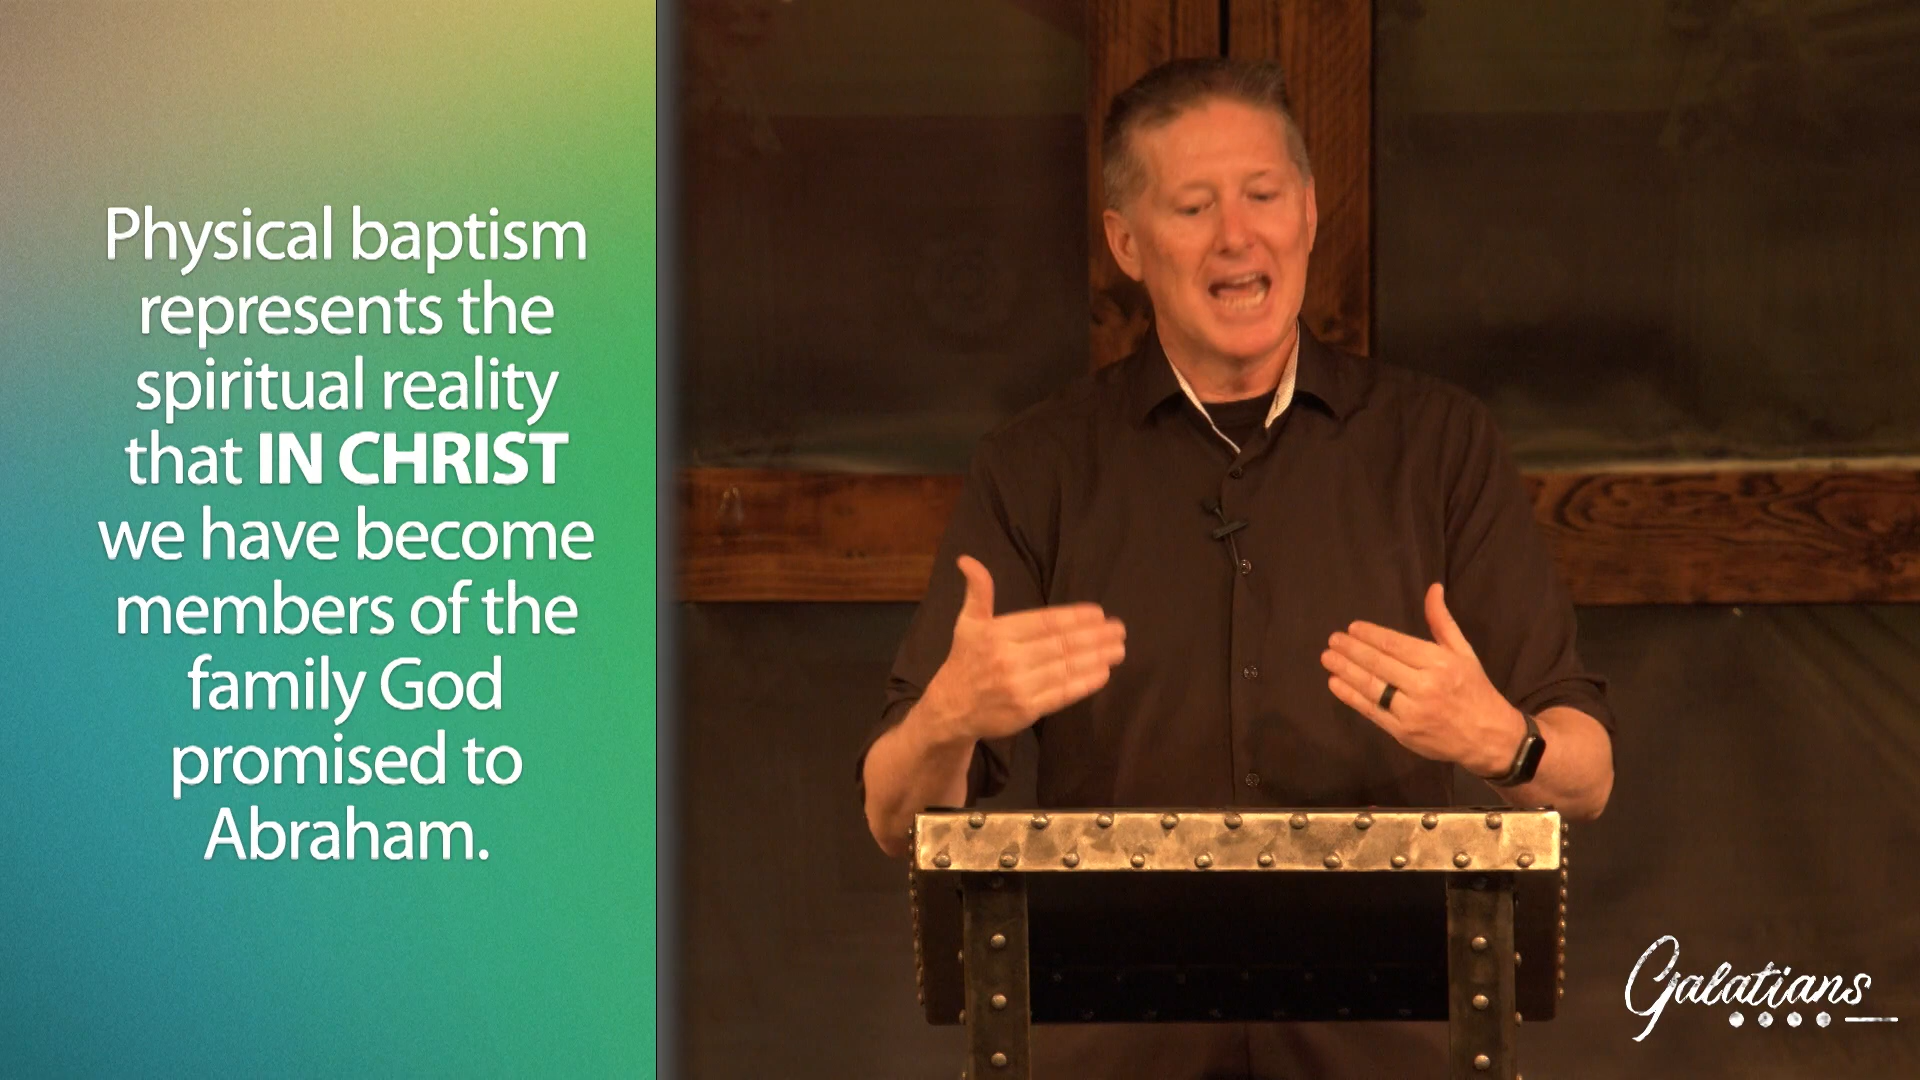 Physical baptism
represents the
spiritual reality
that IN CHRIST
we have become
members of the
family God
promised to
Abraham.
Galatians